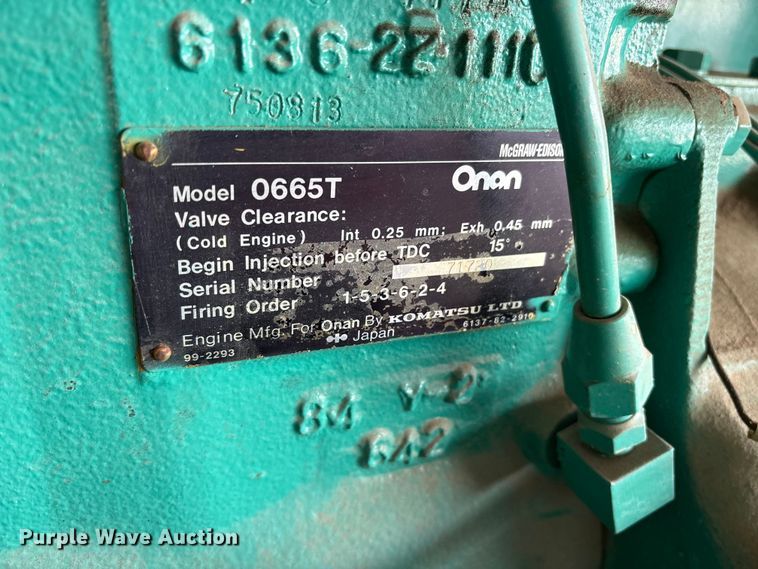 6136-22-1110
750813
McGRAW-EDISON
Model 0665T Onan
Valve Clearance:
(Cold Engine) Int 0.25 mm; Exh 0.45 mm
Begin Injection before TDC 15°
Serial Number 71730
Firing Order 1-5-3-6-2-4
Engine Mfg. For Onan By KOMATSU LTD
99-2293 Japan 6137-82-2910
84
642
Purple Wave Auction